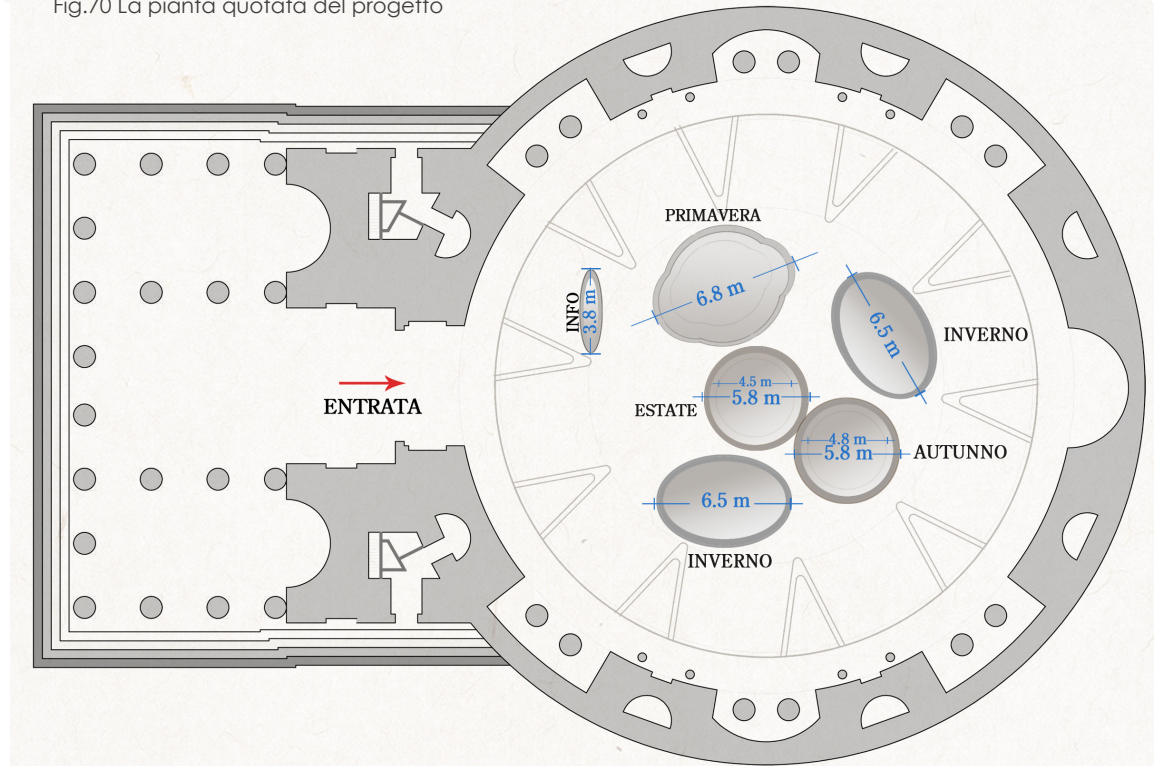 Fig.70 La pianta quotata del progetto
PRIMAVERA
6.8 m
INFO
3.8 m
6.5 m
INVERNO
ENTRATA
4.5 m
5.8 m
ESTATE
4.8 m
5.8 m
AUTUNNO
6.5 m
INVERNO